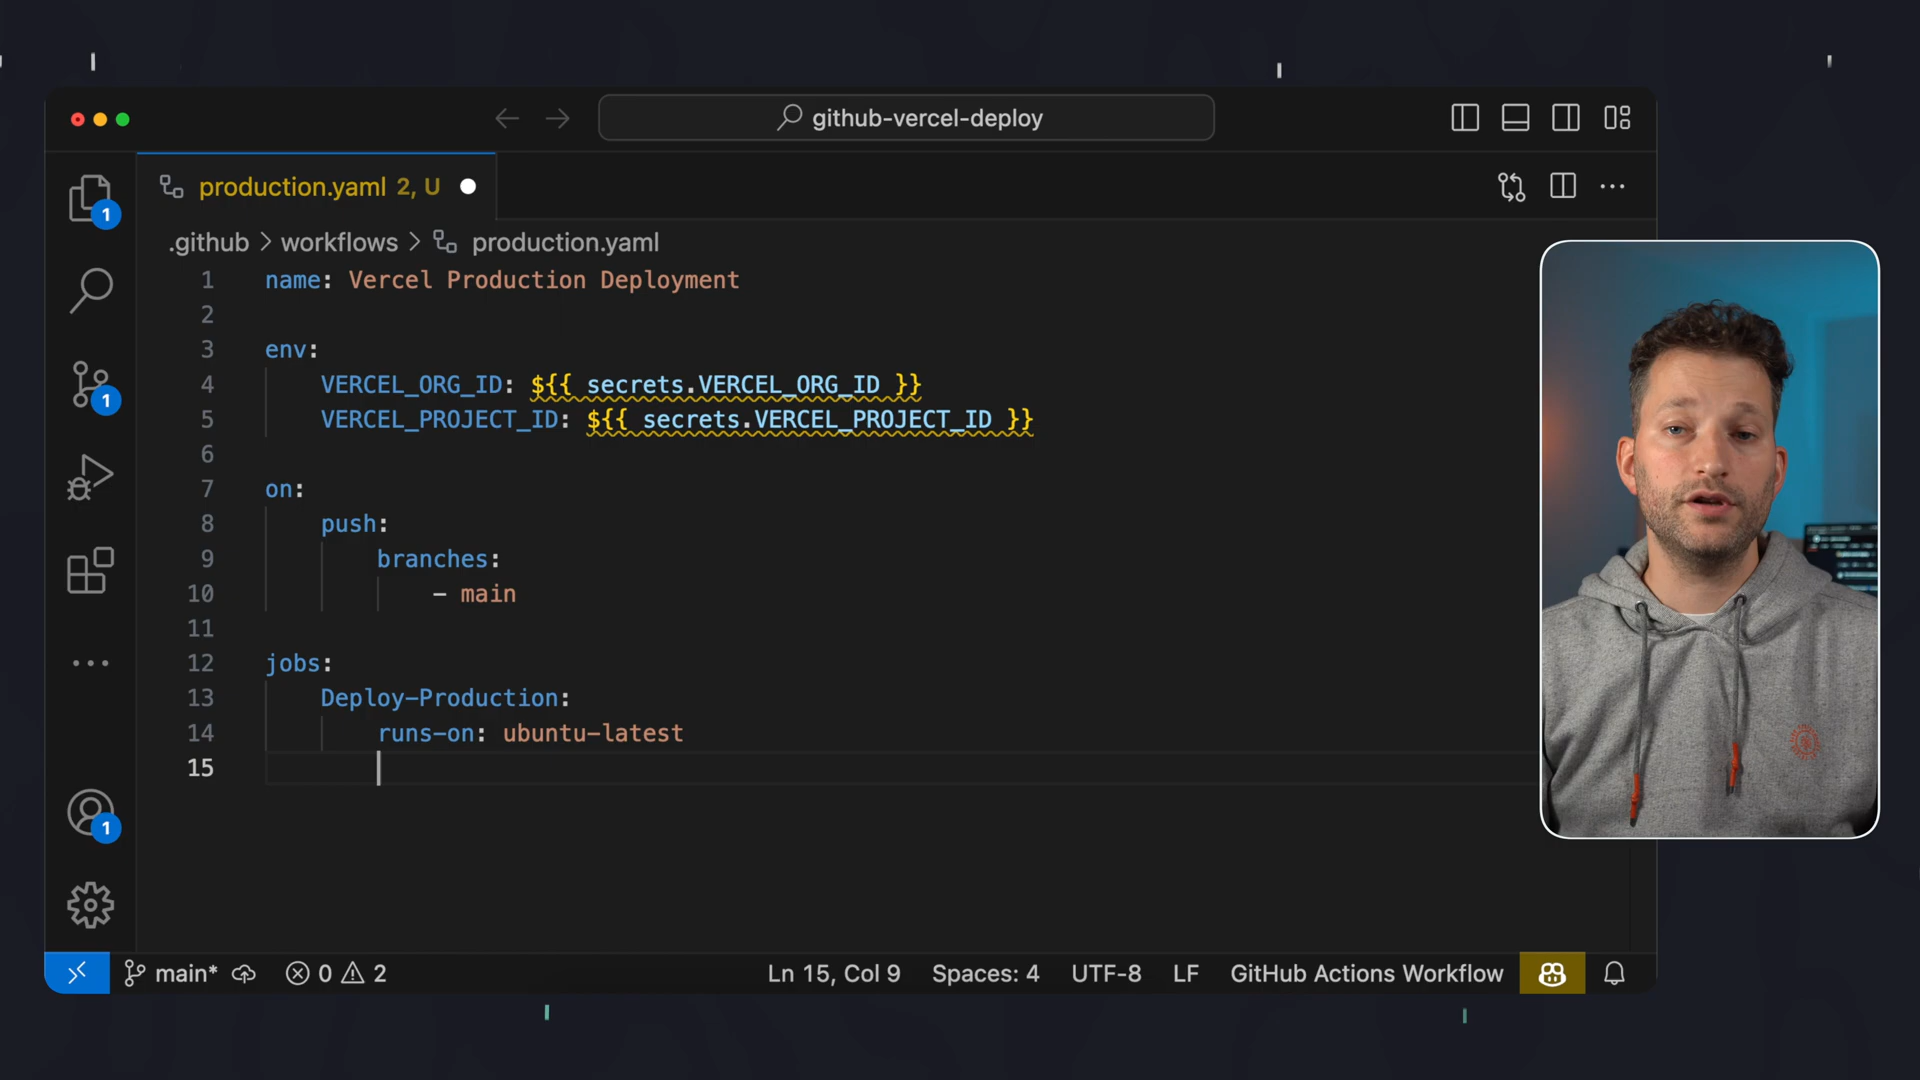 github-vercel-deploy
production.yaml 2, U
1
.github > workflows > production.yaml
1 name: Vercel Production Deployment
2
3 env:
4 VERCEL_ORG_ID: ${{ secrets.VERCEL_ORG_ID }}
5 VERCEL_PROJECT_ID: ${{ secrets.VERCEL_PROJECT_ID }}
6
7 on:
1
8 push:
9 branches:
10 - main
11
12 jobs:
13 Deploy-Production:
14 runs-on: ubuntu-latest
15
1
main* 0 2 Ln 15, Col 9 Spaces: 4 UTF-8 LF GitHub Actions Workflow